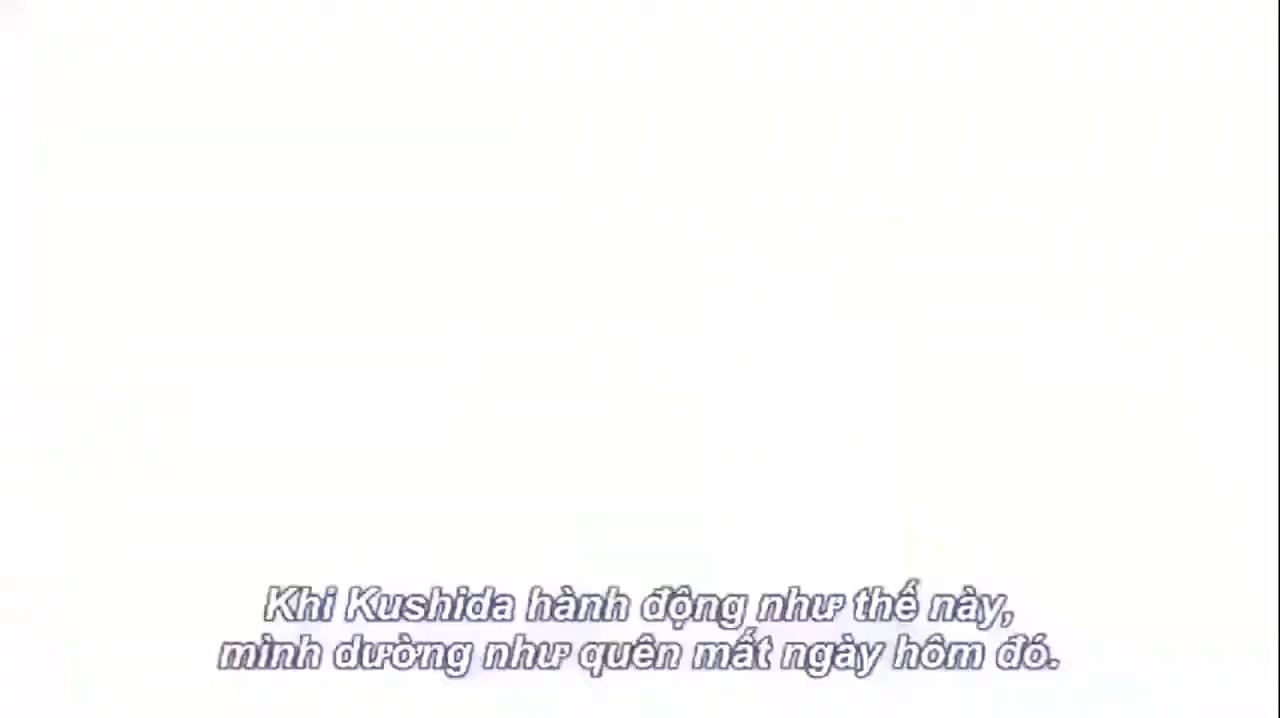 Khi Kushida hành động như thế này,
mình dường như quên mất ngày hôm đó.